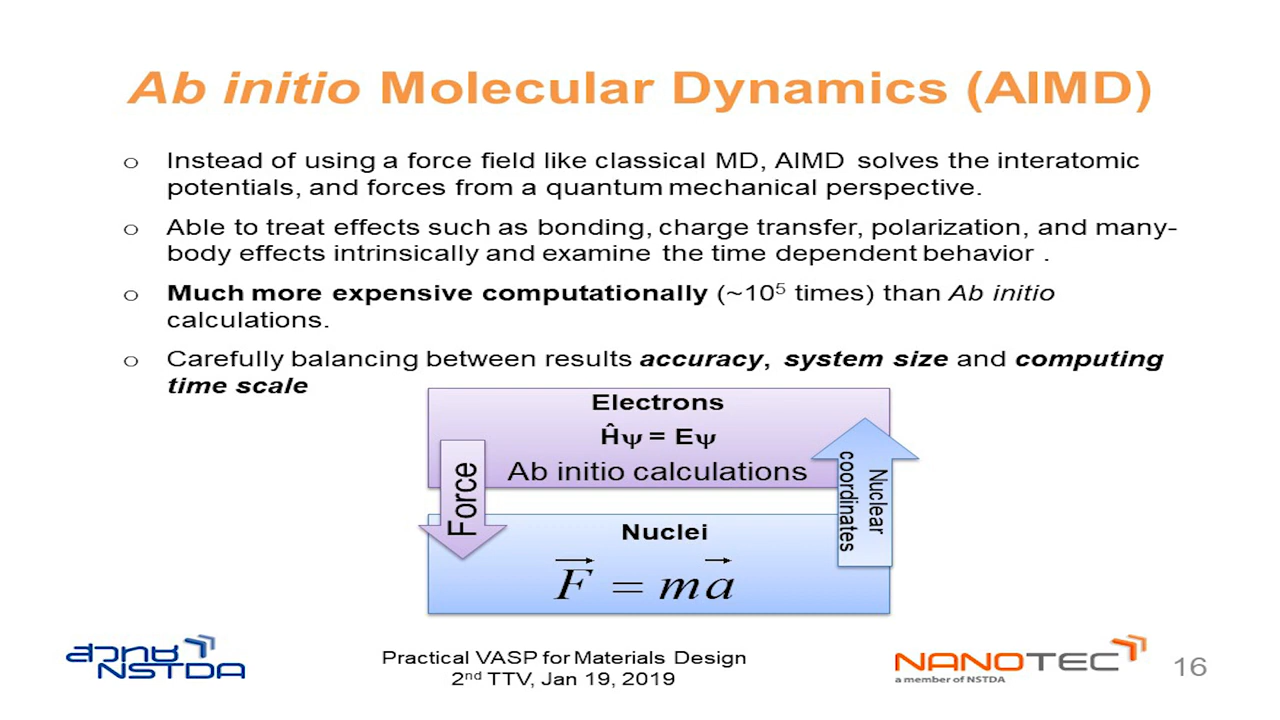 Ab initio Molecular Dynamics (AIMD)
o Instead of using a force field like classical MD, AIMD solves the interatomic
potentials, and forces from a quantum mechanical perspective.
o Able to treat effects such as bonding, charge transfer, polarization, and many-
body effects intrinsically and examine the time dependent behavior .
o Much more expensive computationally (~10⁵ times) than Ab initio
calculations.
o Carefully balancing between results accuracy, system size and computing
time scale
Electrons
Ĥψ = Eψ
Ab initio calculations
Force
Nuclear
coordinates
Nuclei
F = ma
สวทช
NSTDA
Practical VASP for Materials Design
2nd TTV, Jan 19, 2019
NANOTEC
a member of NSTDA
16